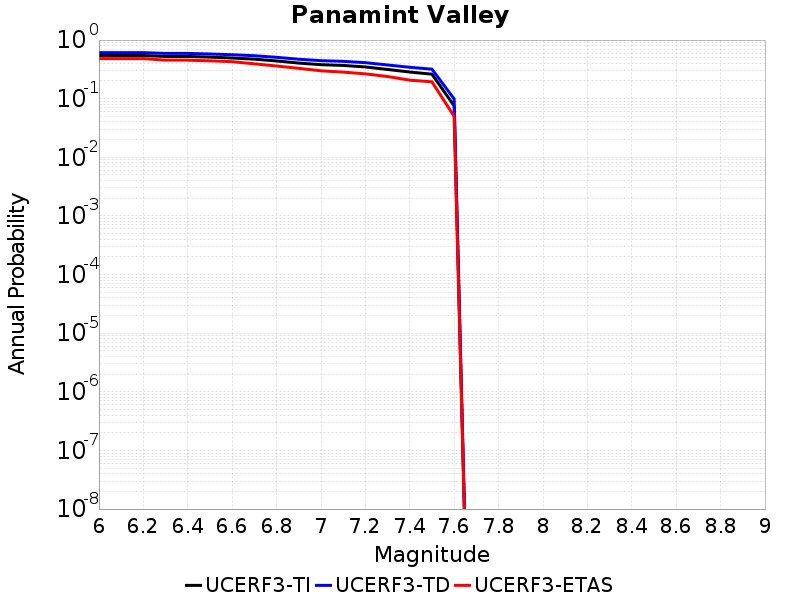 Panamint Valley
Annual Probability
10^0
10^-1
10^-2
10^-3
10^-4
10^-5
10^-6
10^-7
10^-8
6 6.2 6.4 6.6 6.8 7 7.2 7.4 7.6 7.8 8 8.2 8.4 8.6 8.8 9
Magnitude
UCERF3-TI UCERF3-TD UCERF3-ETAS